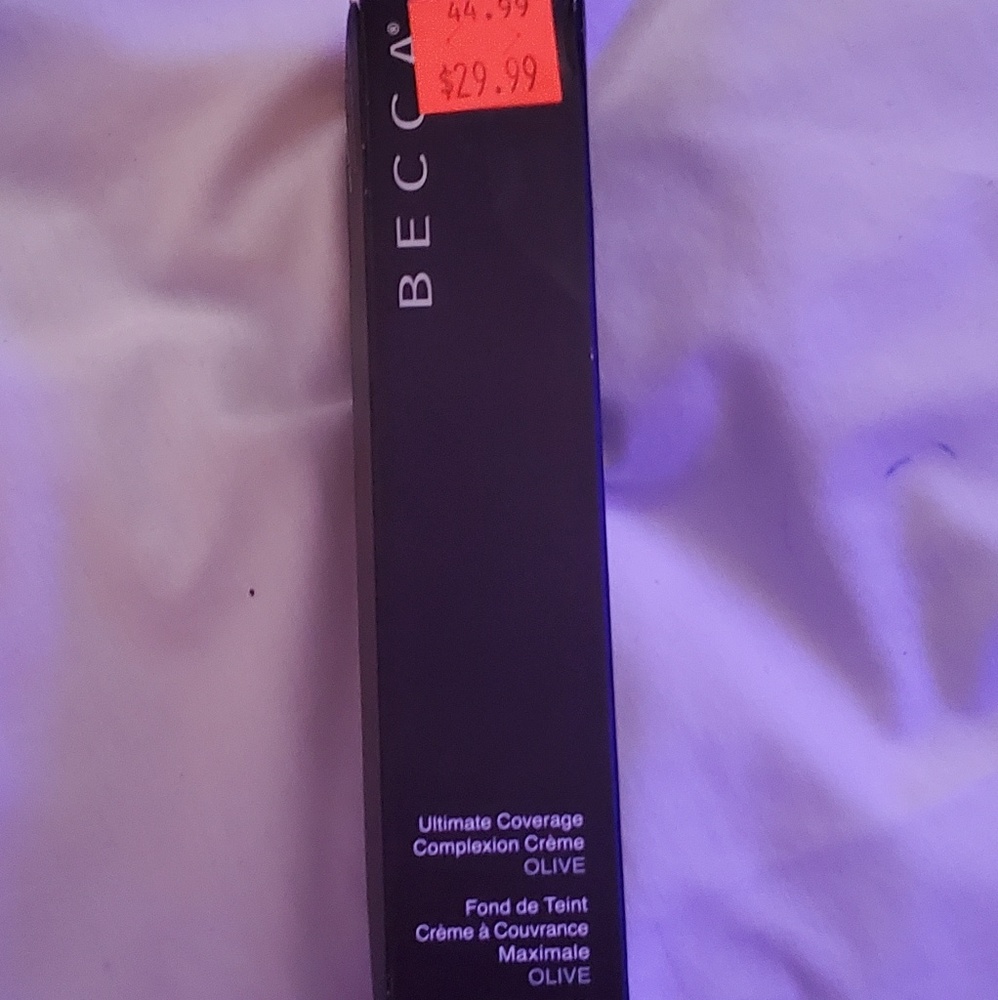 44.99
$29.99
BECCA®
Ultimate Coverage
Complexion Crème
OLIVE
Fond de Teint
Crème à Couvrance
Maximale
OLIVE